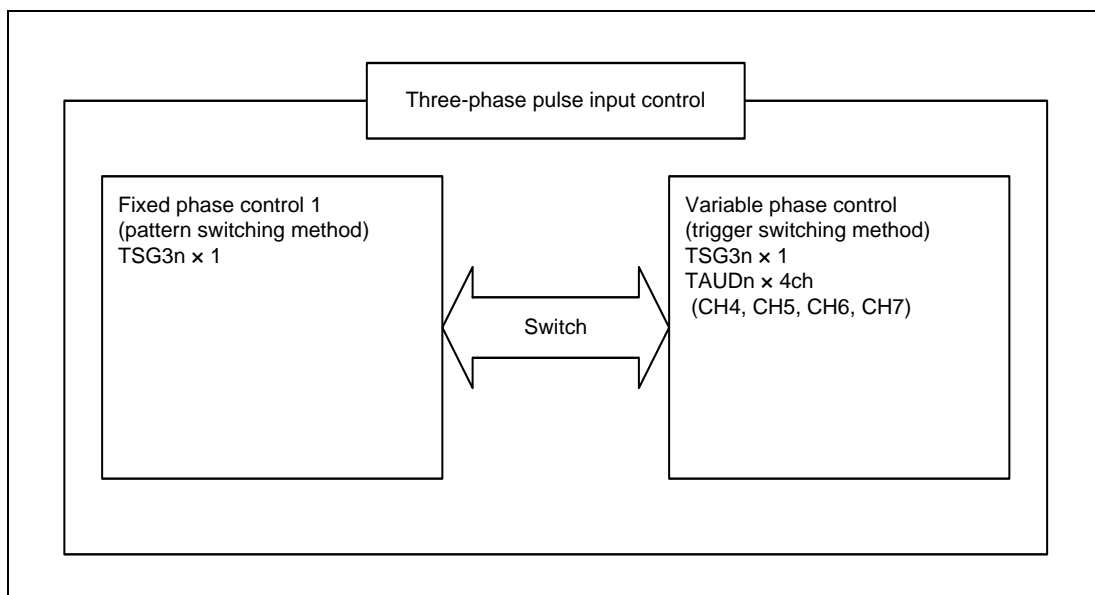 Three-phase pulse input control
Fixed phase control 1
(pattern switching method)
TSG3n × 1
Switch
Variable phase control
(trigger switching method)
TSG3n × 1
TAUDn × 4ch
(CH4, CH5, CH6, CH7)